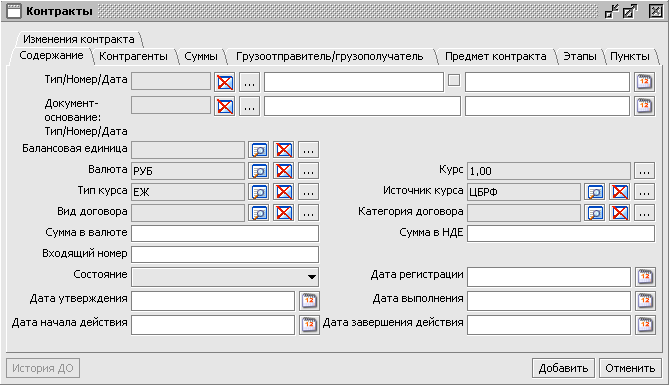 Контракты
Изменения контракта
Содержание Контрагенты Суммы Грузоотправитель/грузополучатель Предмет контракта Этапы Пункты
Тип/Номер/Дата ...
Документ-
основание: ...
Тип/Номер/Дата
Балансовая единица ...
Валюта РУБ ... Курс 1,00 ...
Тип курса ЕЖ ... Источник курса ЦБРФ ...
Вид договора ... Категория договора ...
Сумма в валюте Сумма в НДЕ
Входящий номер
Состояние Дата регистрации
Дата утверждения Дата выполнения
Дата начала действия Дата завершения действия
История ДО Добавить Отменить